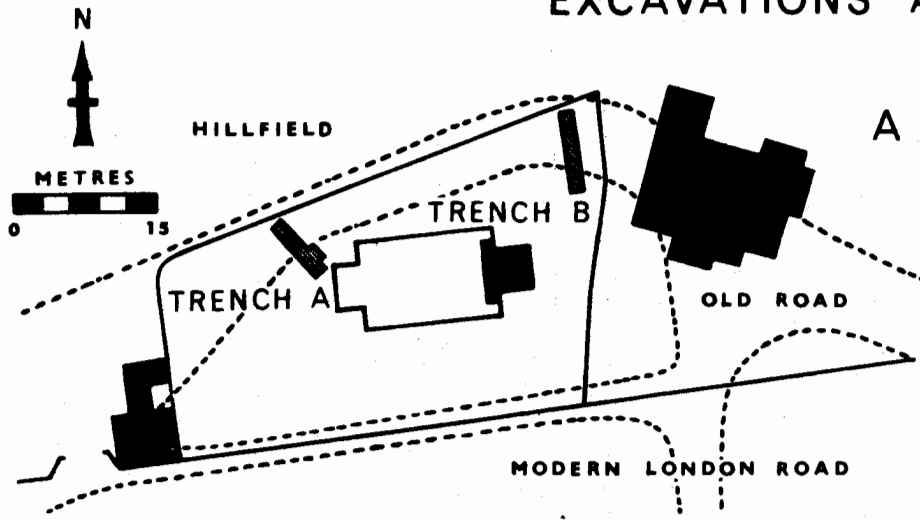 EXCAVATIONS A
N
HILLFIELD
A
METRES
0 15
TRENCH B
TRENCH A
OLD ROAD
MODERN LONDON ROAD